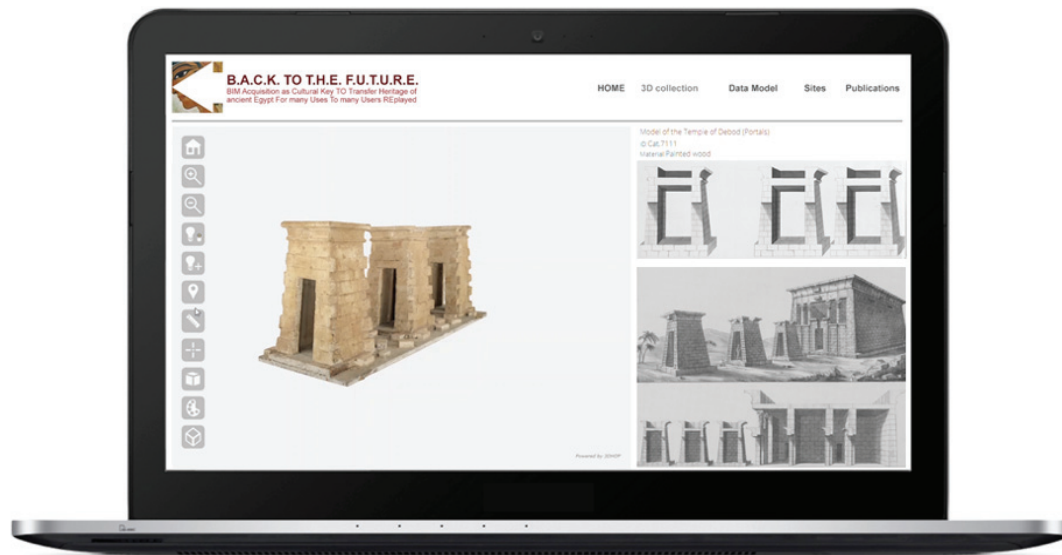 B.A.C.K. TO T.H.E. F.U.T.U.R.E.
BIM Acquisition as Cultural Key TO Transfer Heritage of
ancient Egypt For many Uses To many Users REplayed
HOME 3D collection Data Model Sites Publications
Model of the Temple of Debod (Portals)
© Cat.7111
Material Painted wood
Powered by 3DHOP